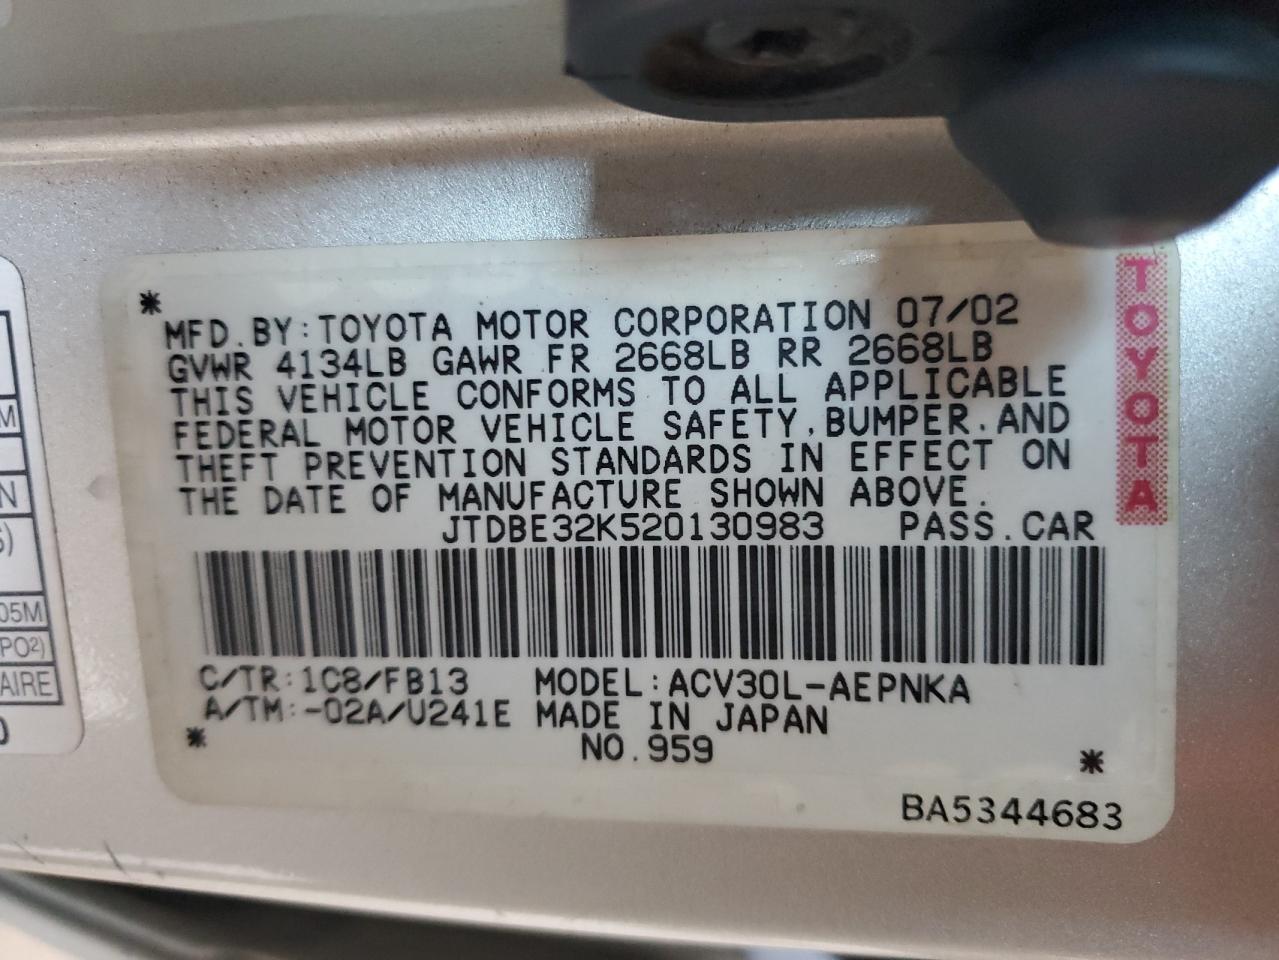 MFD.BY:TOYOTA MOTOR CORPORATION 07/02
GVWR 4134LB GAWR FR 2668LB RR 2668LB
THIS VEHICLE CONFORMS TO ALL APPLICABLE
FEDERAL MOTOR VEHICLE SAFETY,BUMPER,AND
THEFT PREVENTION STANDARDS IN EFFECT ON
THE DATE OF MANUFACTURE SHOWN ABOVE.
JTDBE32K520130983 PASS.CAR
C/TR:1C8/FB13 MODEL:ACV30L-AEPNKA
A/TM:-02A/U241E MADE IN JAPAN
NO.959
BA5344683
TOYOTA
M
N
S)
05M
PO²)
AIRE